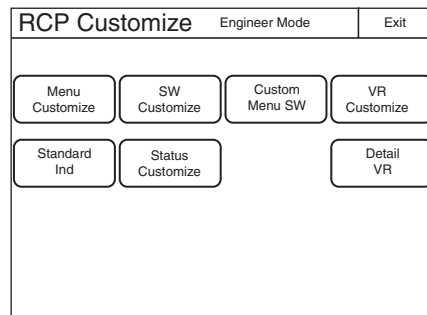 RCP Customize Engineer Mode Exit
Menu
Customize
SW
Customize
Custom
Menu SW
VR
Customize
Standard
Ind
Status
Customize
Detail
VR